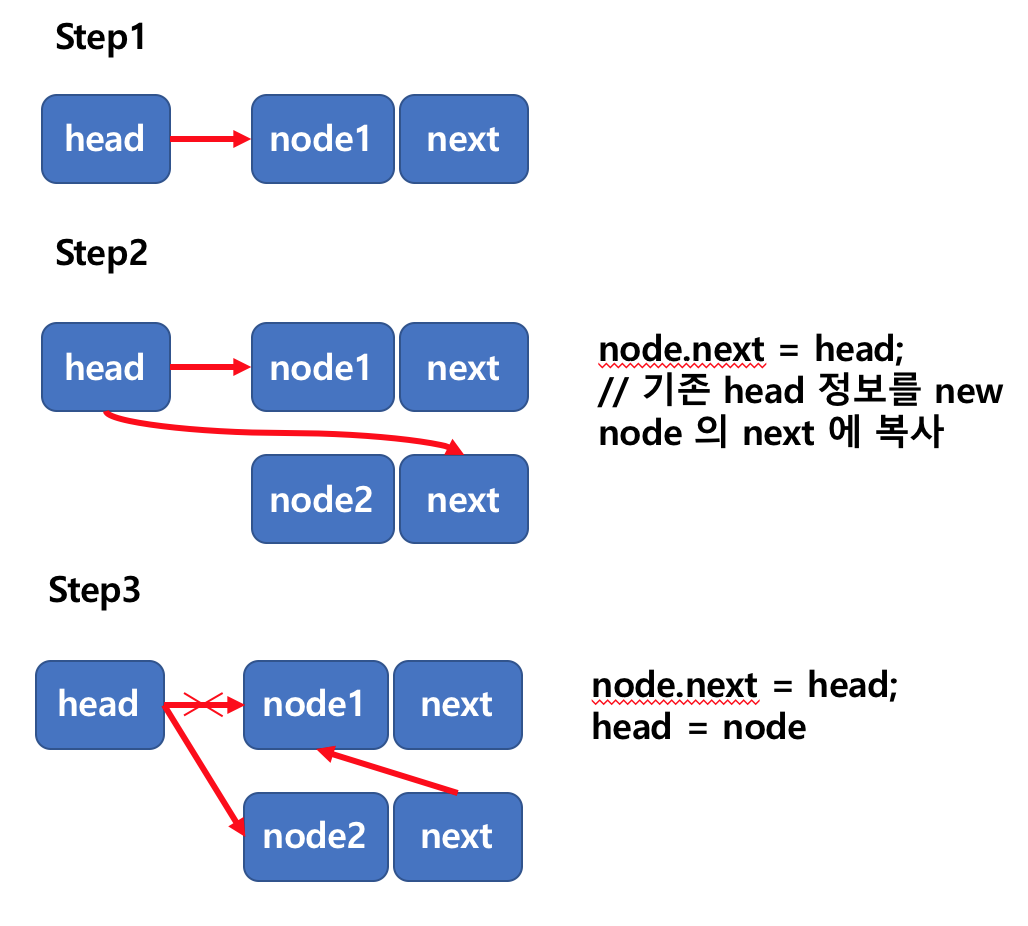 Step1
head
node1
next
Step2
head
node1
next
node.next = head;
// 기존 head 정보를 new
node 의 next 에 복사
node2
next
Step3
head
node1
next
node.next = head;
head = node
node2
next